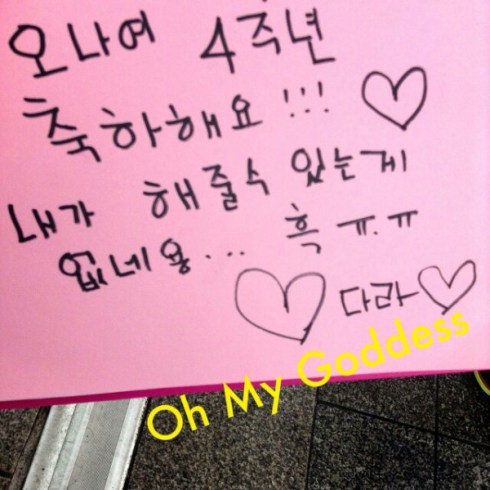 오나여 4주년
축하해요!!! ♡
내가 해줄수 있는게
없네용... 흑 ㅠ.ㅠ
♡ 다라♡
Oh My Goddess